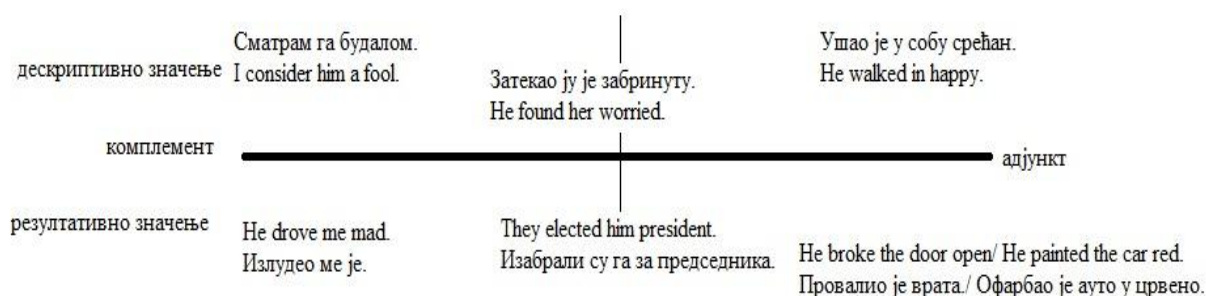 дескриптивно значење
Сматрам га будалом.
I consider him a fool.
Затекао ју је забринуту.
He found her worried.
Ушао је у собу срећан.
He walked in happy.
комплемент
адјункт
резултативно значење
He drove me mad.
Излудео ме је.
They elected him president.
Изабрали су га за председника.
He broke the door open/ He painted the car red.
Провалио је врата./ Офарбао је ауто у црвено.